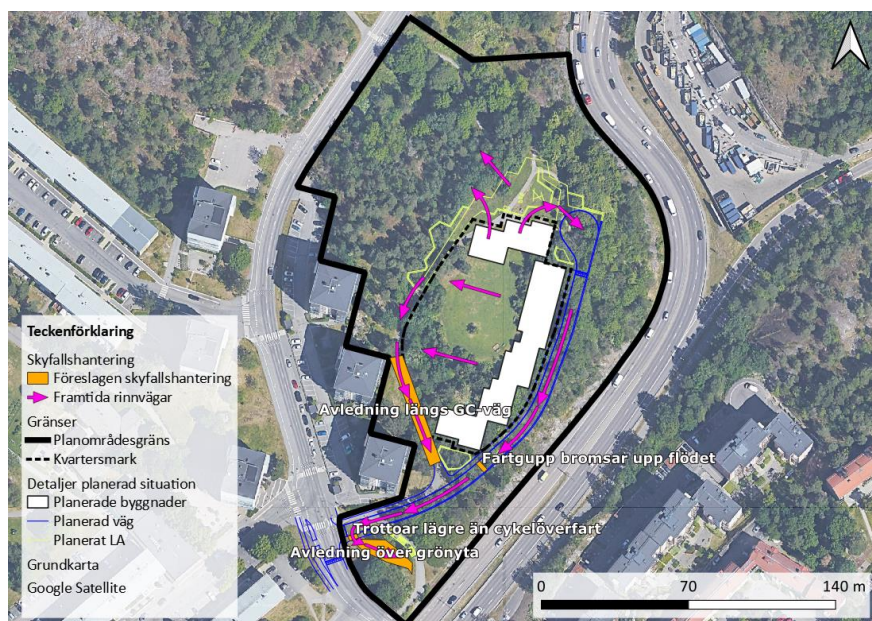 Teckenförklaring
Skyfallshantering
Föreslagen skyfallshantering
Framtida rinnvägar
Gränser
Planområdesgräns
Kvartersmark
Detaljer planerad situation
Planerade byggnader
Planerad väg
Planerat LA
Grundkarta
Google Satellite
Avledning längs GC-väg
Fartgupp bromsar upp flödet
Trottoar lägre än cykelöverfart
Avledning över grönyta
0 70 140 m